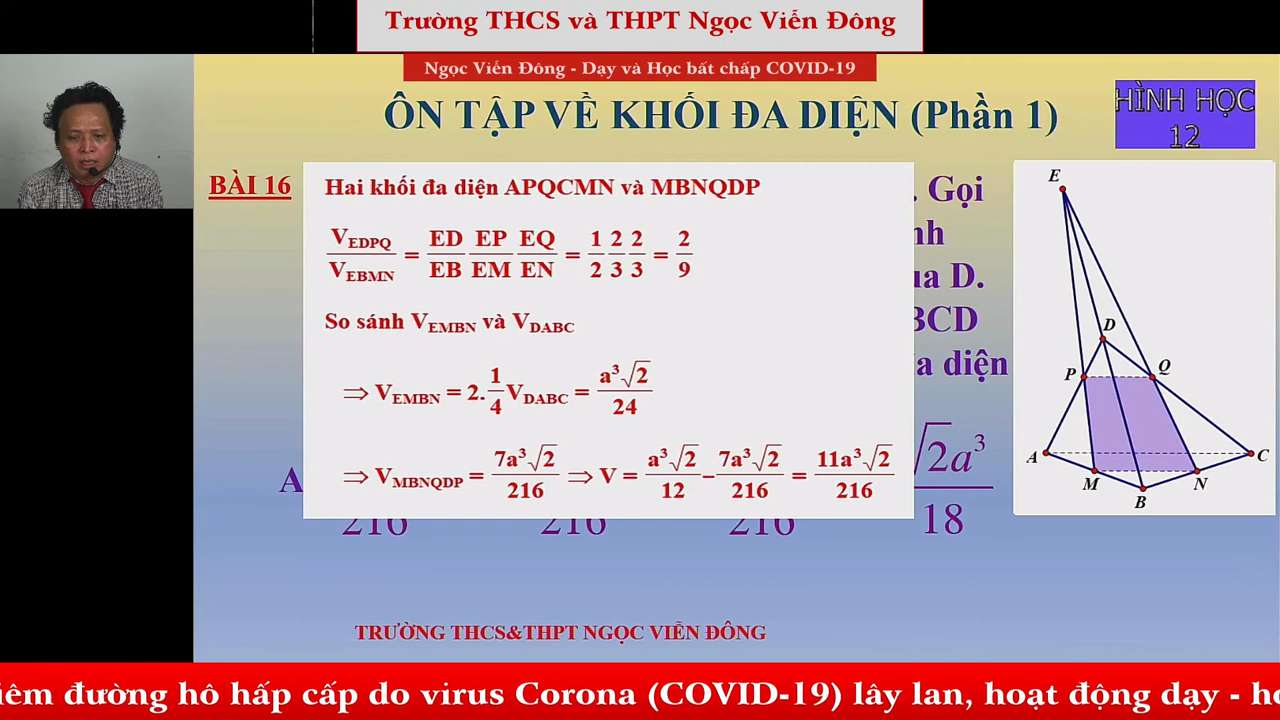 Trường THCS và THPT Ngọc Viễn Đông
Ngọc Viễn Đông - Dạy và Học bất chấp COVID-19
ÔN TẬP VỀ KHỐI ĐA DIỆN (Phần 1)
HÌNH HỌC
12
BÀI 16
. Gọi
D.
BCD
diện
Hai khối đa diện APQCMN và MBNQDP
V_EDPQ / V_EBMN = ED/EB EP/EM EQ/EN = 1/2 2/3 2/3 = 2/9
So sánh V_EMBN và V_DABC
⇒ V_EMBN = 2. 1/4 V_DABC = a³√2 / 24
⇒ V_MBNQDP = 7a³√2 / 216 ⇒ V = a³√2 / 12 – 7a³√2 / 216 = 11a³√2 / 216
A
√2a³
216 216 216 18
E
D
P Q
A C
M N
B
TRƯỜNG THCS&THPT NGỌC VIỄN ĐÔNG
iêm đường hô hấp cấp do virus Corona (COVID-19) lây lan, hoạt động dạy - họ